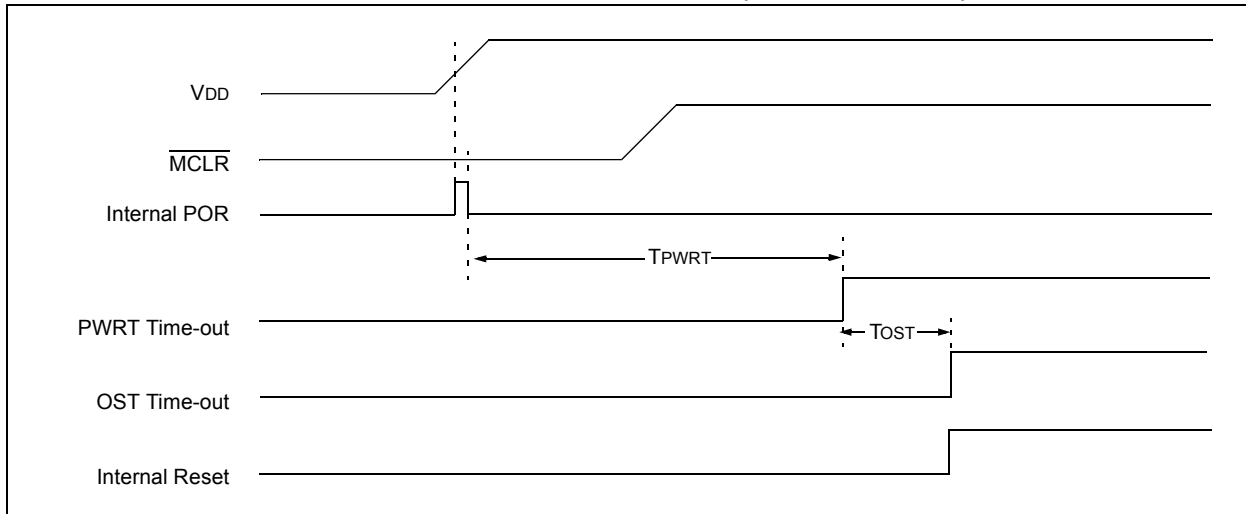 VDD
MCLR
Internal POR
TPWRT
PWRT Time-out
TOST
OST Time-out
Internal Reset